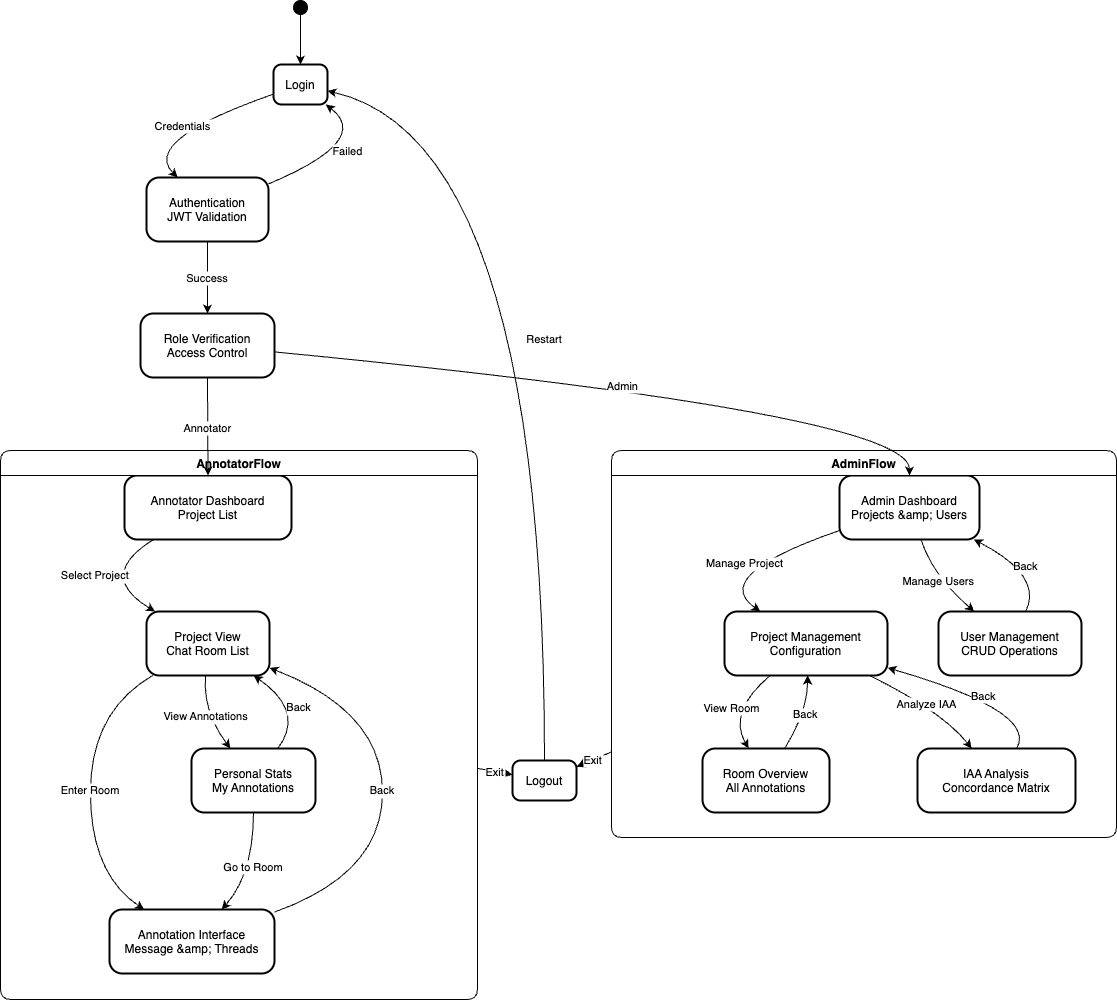 Login
Credentials
Failed
Authentication
JWT Validation
Success
Role Verification
Access Control
Restart
Admin
Annotator
AnnotatorFlow
Annotator Dashboard
Project List
Select Project
Project View
Chat Room List
View Annotations
Back
Personal Stats
My Annotations
Enter Room
Back
Go to Room
Annotation Interface
Message &amp; Threads
Exit
Logout
Exit
AdminFlow
Admin Dashboard
Projects &amp; Users
Manage Project
Manage Users
Back
Project Management
Configuration
User Management
CRUD Operations
View Room
Back
Analyze IAA
Back
Room Overview
All Annotations
IAA Analysis
Concordance Matrix